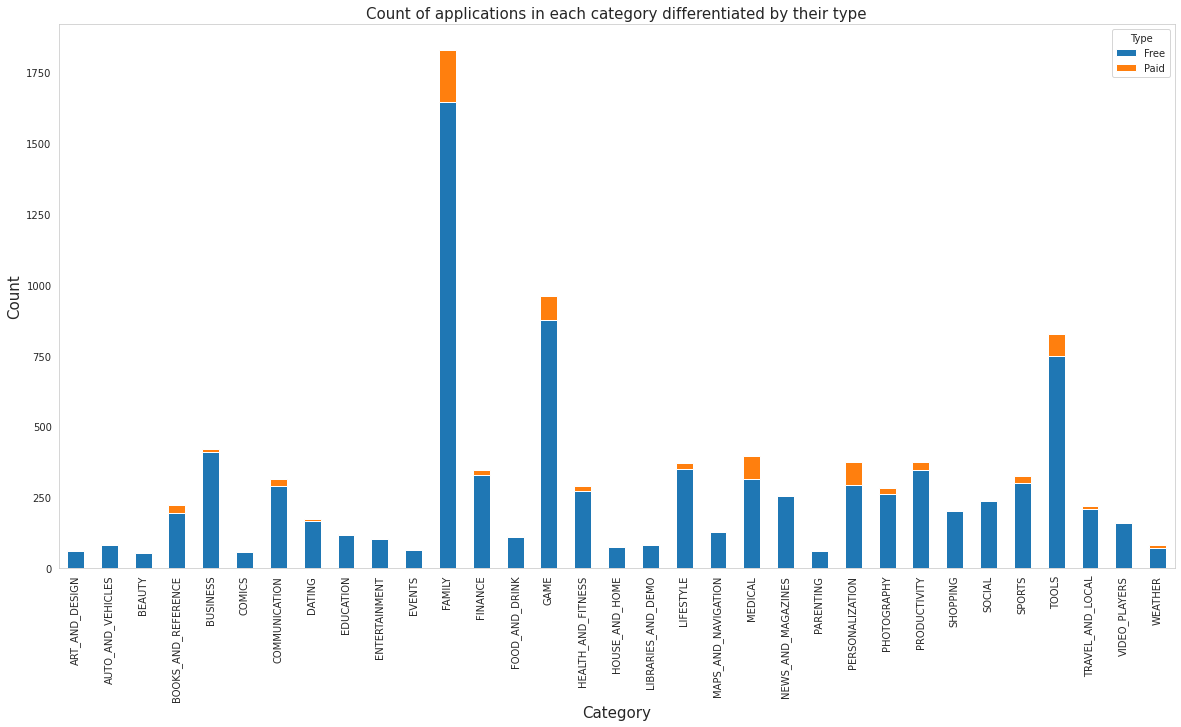 Count of applications in each category differentiated by their type
Type
Free
Paid
Count
1750
1500
1250
1000
750
500
250
0
ART_AND_DESIGN
AUTO_AND_VEHICLES
BEAUTY
BOOKS_AND_REFERENCE
BUSINESS
COMICS
COMMUNICATION
DATING
EDUCATION
ENTERTAINMENT
EVENTS
FAMILY
FINANCE
FOOD_AND_DRINK
GAME
HEALTH_AND_FITNESS
HOUSE_AND_HOME
LIBRARIES_AND_DEMO
LIFESTYLE
MAPS_AND_NAVIGATION
MEDICAL
NEWS_AND_MAGAZINES
PARENTING
PERSONALIZATION
PHOTOGRAPHY
PRODUCTIVITY
SHOPPING
SOCIAL
SPORTS
TOOLS
TRAVEL_AND_LOCAL
VIDEO_PLAYERS
WEATHER
Category